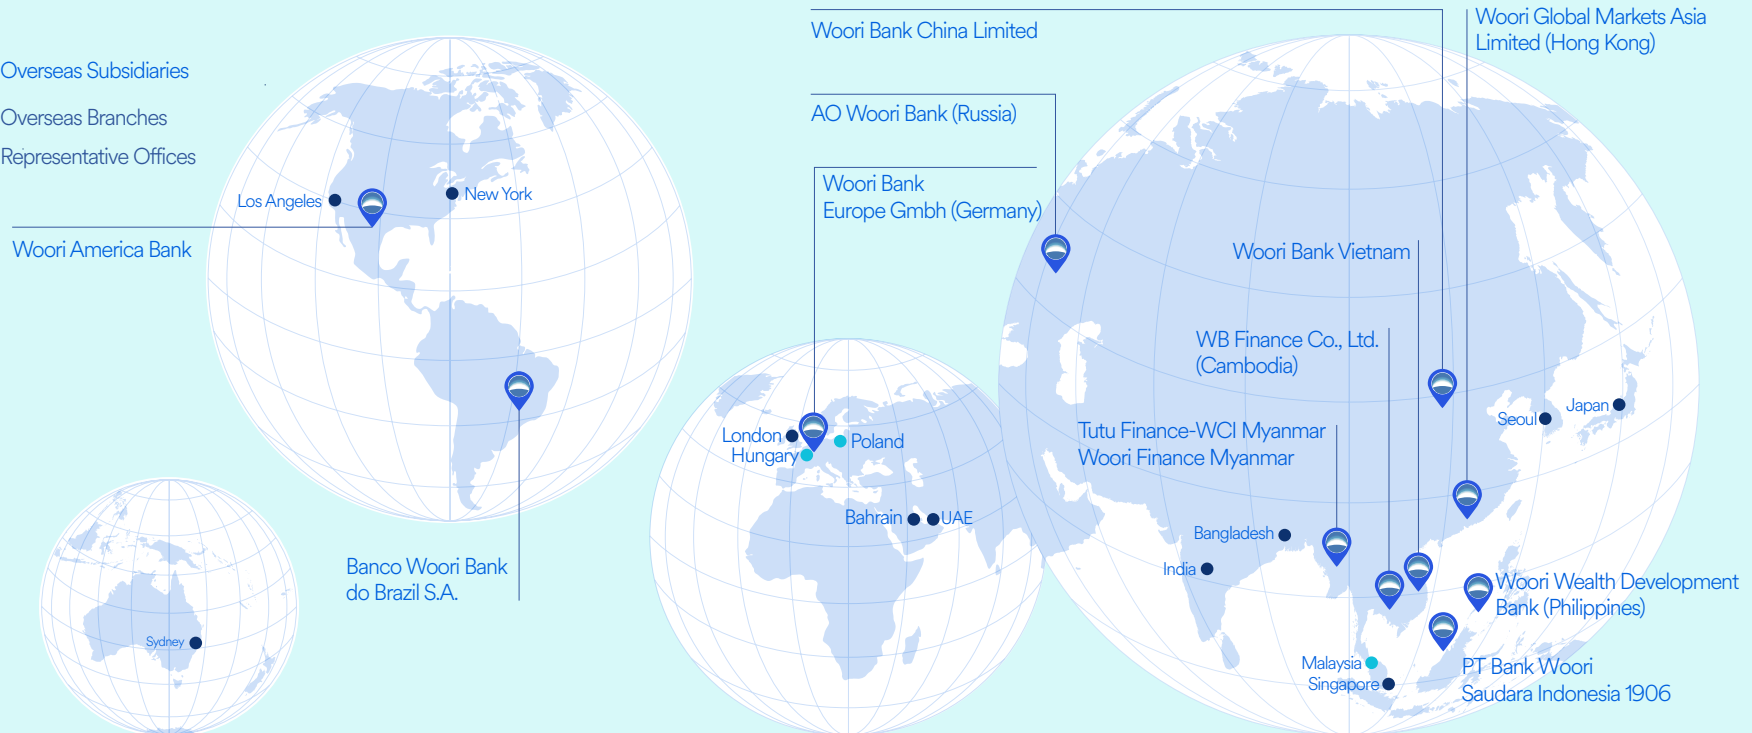 Overseas Subsidiaries
Overseas Branches
Representative Offices
Los Angeles
New York
Woori America Bank
Banco Woori Bank
do Brazil S.A.
Sydney
Woori Bank China Limited
AO Woori Bank (Russia)
Woori Bank
Europe Gmbh (Germany)
London
Hungary
Poland
Bahrain
UAE
Woori Global Markets Asia
Limited (Hong Kong)
Woori Bank Vietnam
WB Finance Co., Ltd.
(Cambodia)
Tutu Finance-WCI Myanmar
Woori Finance Myanmar
Seoul
Japan
Bangladesh
India
Woori Wealth Development
Bank (Philippines)
Malaysia
Singapore
PT Bank Woori
Saudara Indonesia 1906